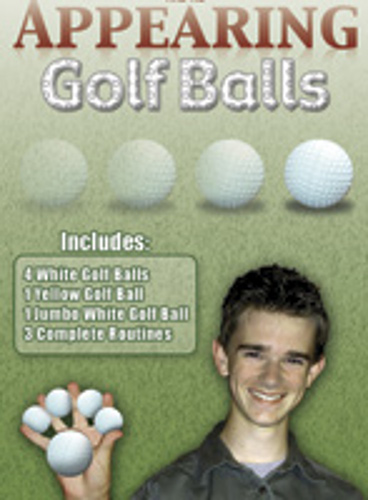 APPEARING
Golf Balls
Includes:
4 White Golf Balls
1 Yellow Golf Ball
1 Jumbo White Golf Ball
3 Complete Routines